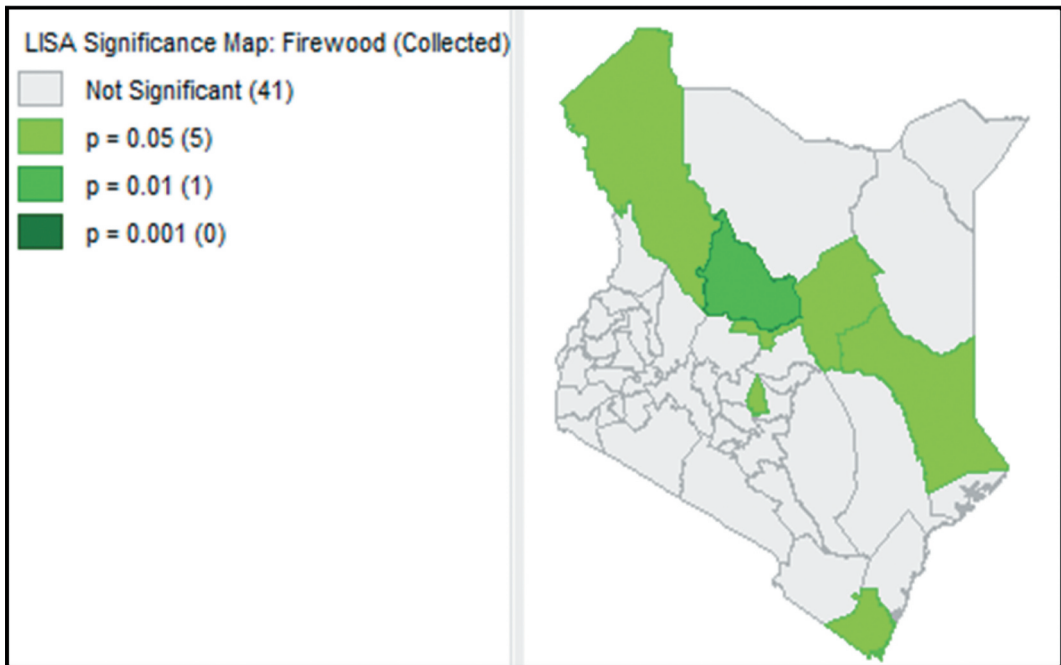 LISA Significance Map: Firewood (Collected)
Not Significant (41)
p = 0.05 (5)
p = 0.01 (1)
p = 0.001 (0)